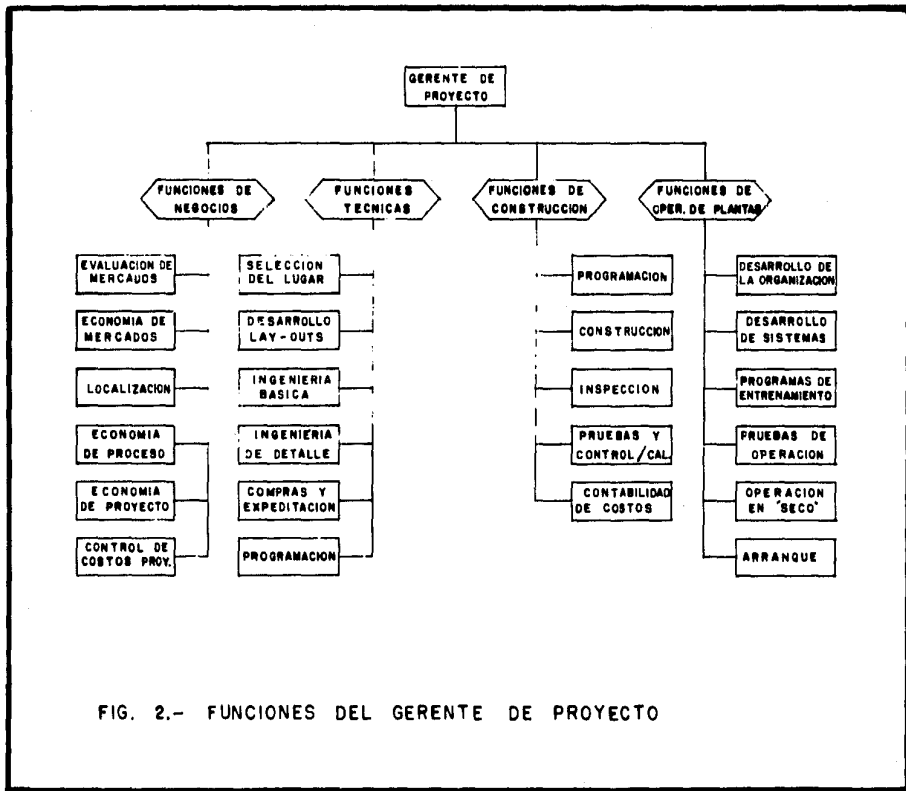 GERENTE DE
PROYECTO
FUNCIONES DE
NEGOCIOS
FUNCIONES
TECNICAS
FUNCIONES DE
CONSTRUCCION
FUNCIONES DE
OPER. DE PLANTAS
EVALUACION DE
MERCADOS
ECONOMIA DE
MERCADOS
LOCALIZACION
ECONOMIA
DE PROCESO
ECONOMIA
DE PROYECTO
CONTROL DE
COSTOS PROY.
SELECCION
DEL LUGAR
DESARROLLO
LAY-OUTS
INGENIERIA
BASICA
INGENIERIA
DE DETALLE
COMPRAS Y
EXPEDITACION
PROGRAMACION
PROGRAMACION
CONSTRUCCION
INSPECCION
PRUEBAS Y
CONTROL/CAL.
CONTABILIDAD
DE COSTOS
DESARROLLO DE
LA ORGANIZACION
DESARROLLO
DE SISTEMAS
PROGRAMAS DE
ENTRENAMIENTO
PRUEBAS DE
OPERACION
OPERACION
EN "SECO"
ARRANQUE
FIG. 2.- FUNCIONES DEL GERENTE DE PROYECTO